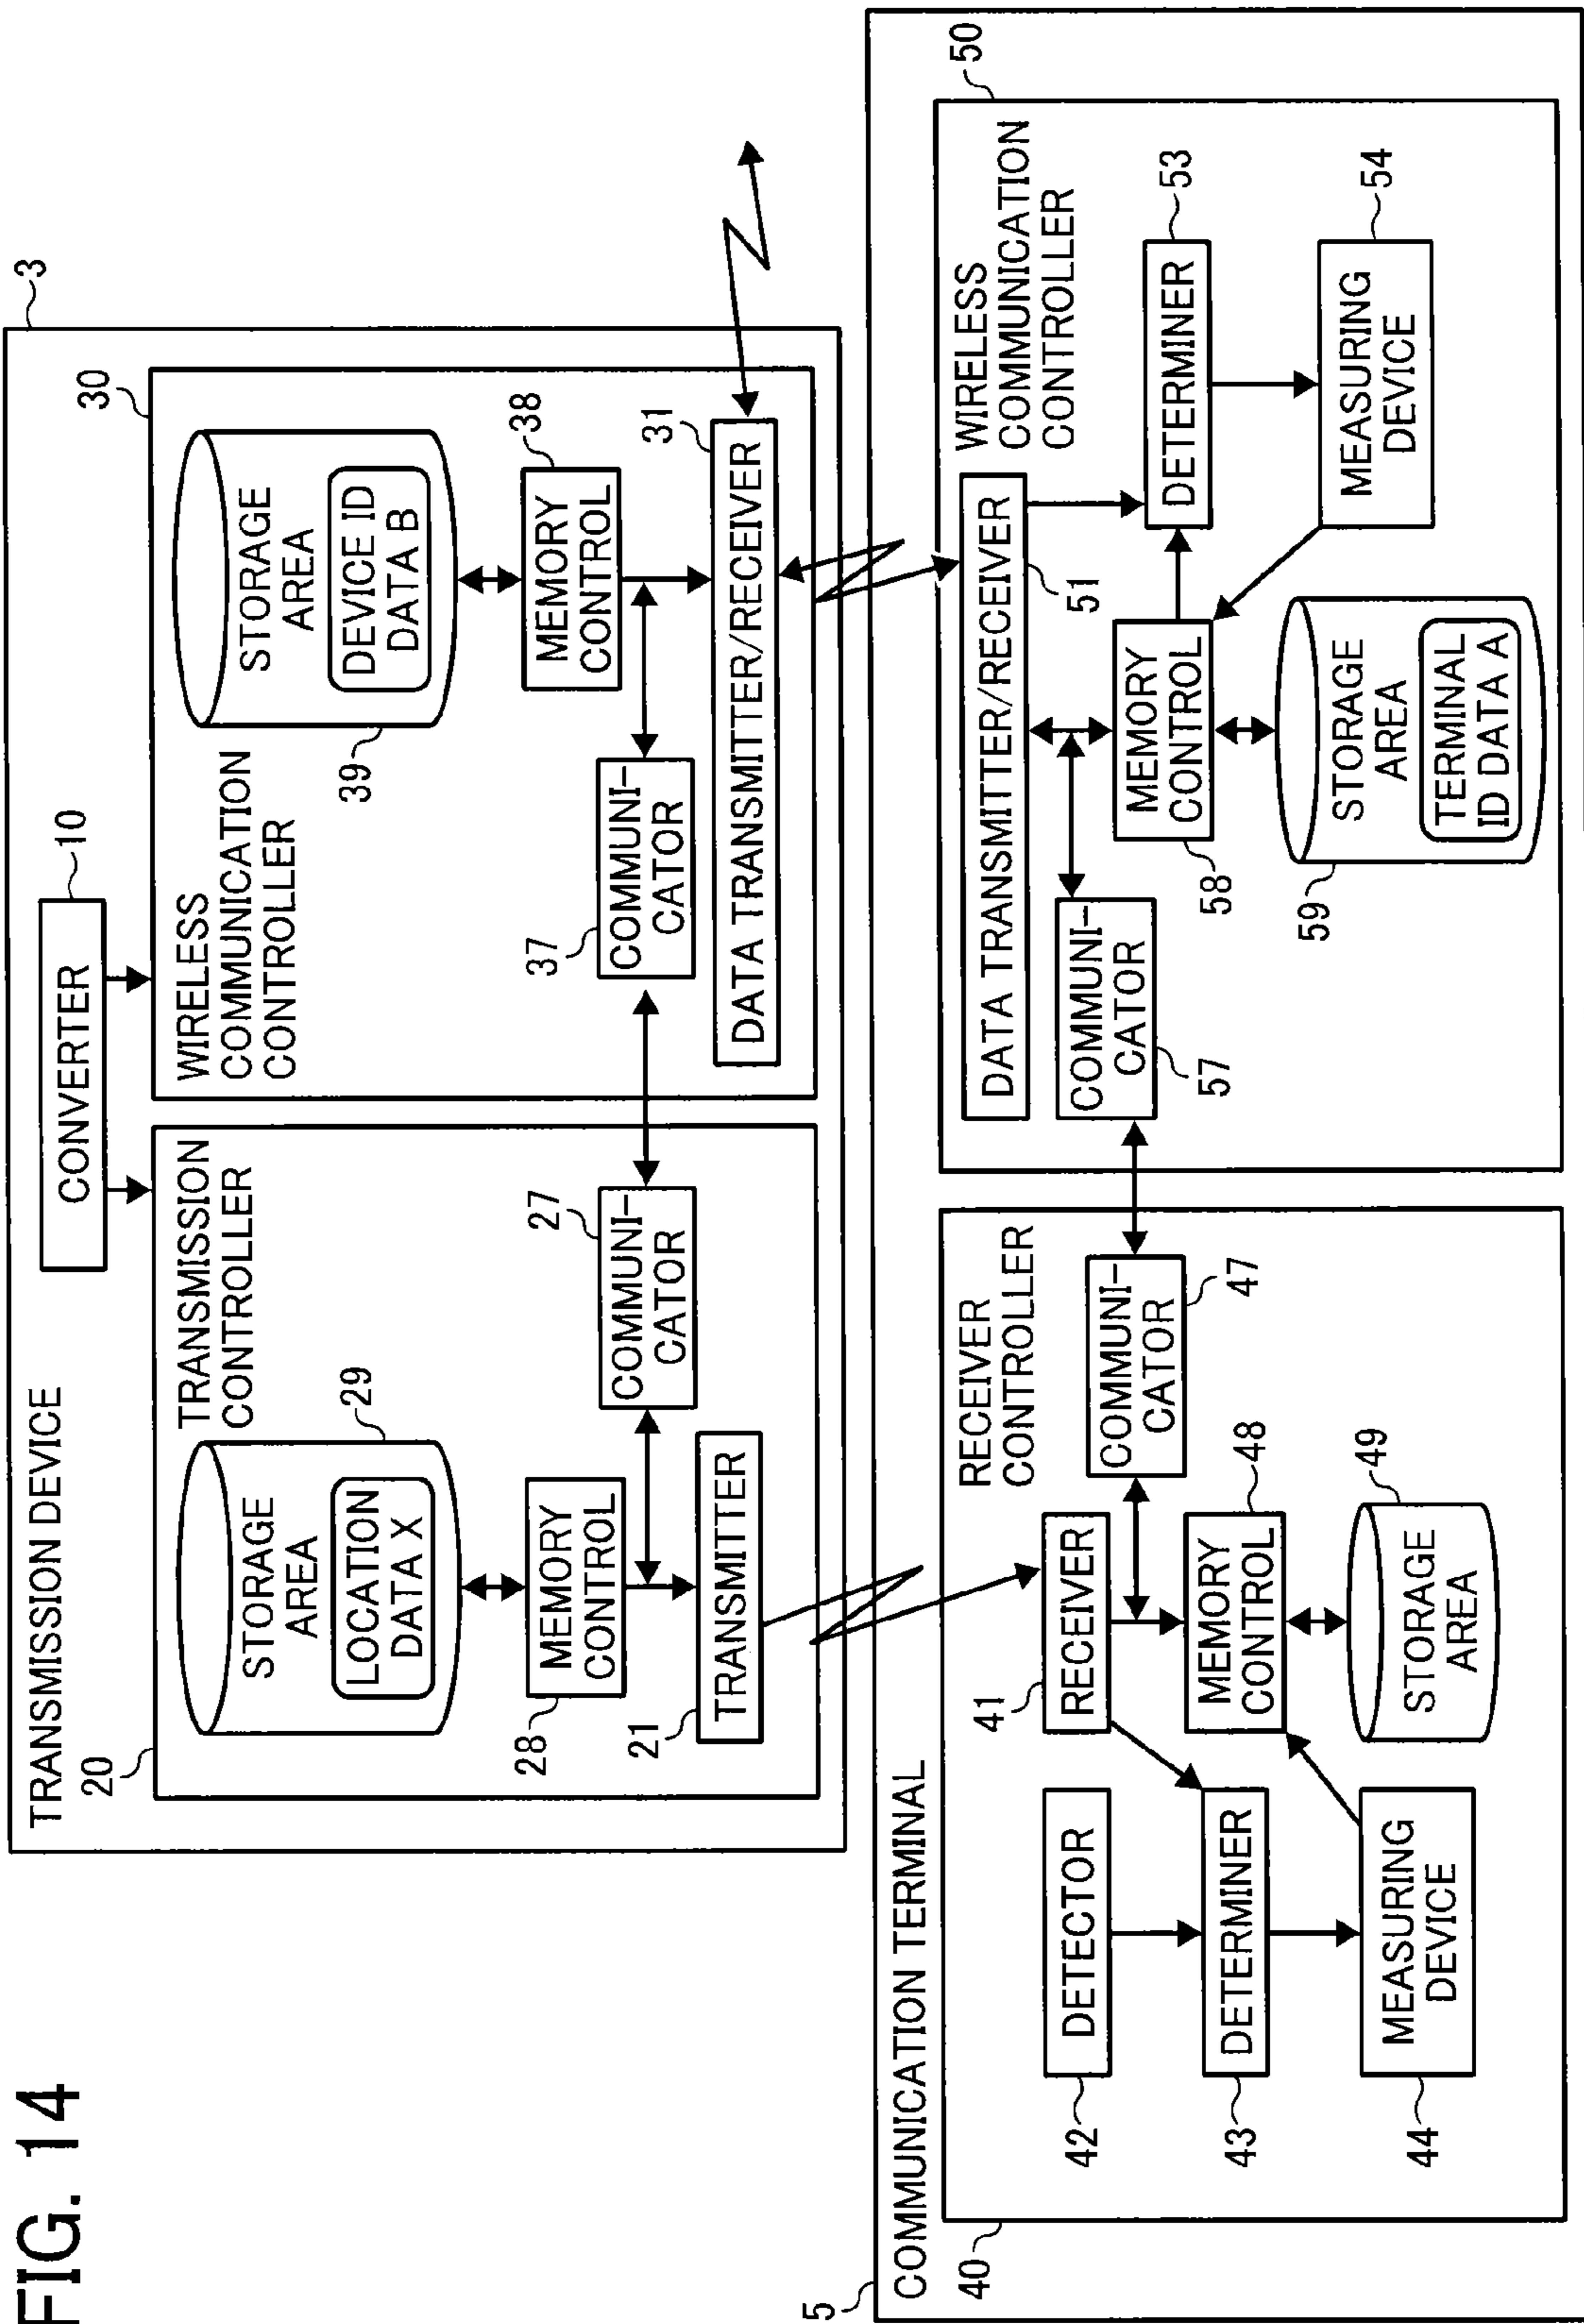 FIG. 14
TRANSMISSION DEVICE
3
CONVERTER
10
20
TRANSMISSION
CONTROLLER
STORAGE
AREA
29
LOCATION
DATA X
MEMORY
CONTROL
28
COMMUNI-
CATOR
27
TRANSMITTER
21
30
WIRELESS
COMMUNICATION
CONTROLLER
STORAGE
AREA
39
DEVICE ID
DATA B
MEMORY
CONTROL
38
COMMUNI-
CATOR
37
DATA TRANSMITTER/RECEIVER
31
5
COMMUNICATION TERMINAL
40
RECEIVER
CONTROLLER
RECEIVER
41
DETECTOR
42
COMMUNI-
CATOR
47
DETERMINER
43
MEMORY
CONTROL
48
MEASURING
DEVICE
44
STORAGE
AREA
49
50
WIRELESS
COMMUNICATION
CONTROLLER
DATA TRANSMITTER/RECEIVER
51
COMMUNI-
CATOR
57
MEMORY
CONTROL
58
DETERMINER
53
MEASURING
DEVICE
54
STORAGE
AREA
59
TERMINAL
ID DATA A